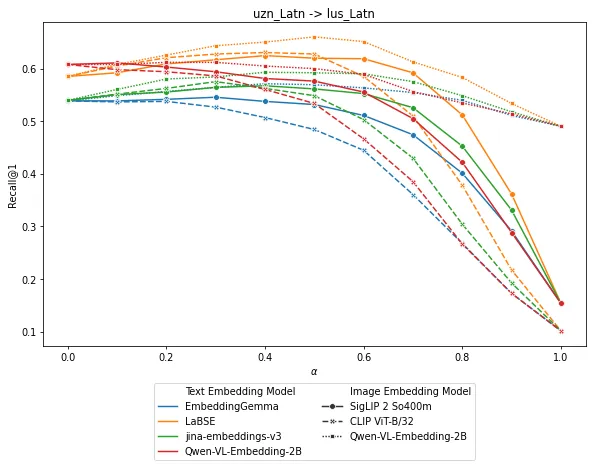 uzn_Latn -> lus_Latn
Recall@1
0.6
0.5
0.4
0.3
0.2
0.1
0.0 0.2 0.4 0.6 0.8 1.0
α
Text Embedding Model Image Embedding Model
EmbeddingGemma SigLIP 2 So400m
LaBSE CLIP ViT-B/32
jina-embeddings-v3 Qwen-VL-Embedding-2B
Qwen-VL-Embedding-2B